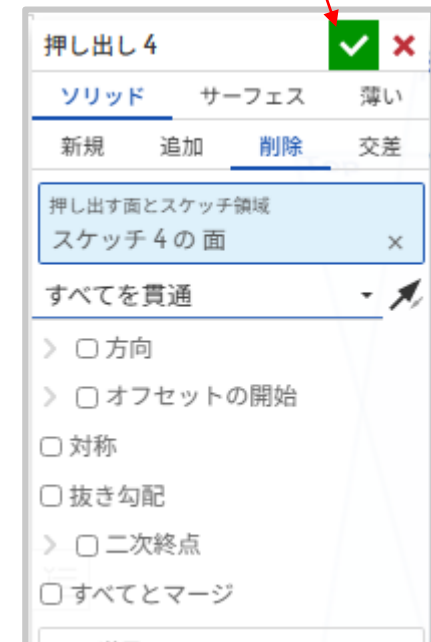 押し出し 4
ソリッド サーフェス 薄い
新規 追加 削除 交差
押し出す面とスケッチ領域
スケッチ 4 の 面
すべてを貫通
方向
オフセットの開始
対称
抜き勾配
二次終点
すべてとマージ